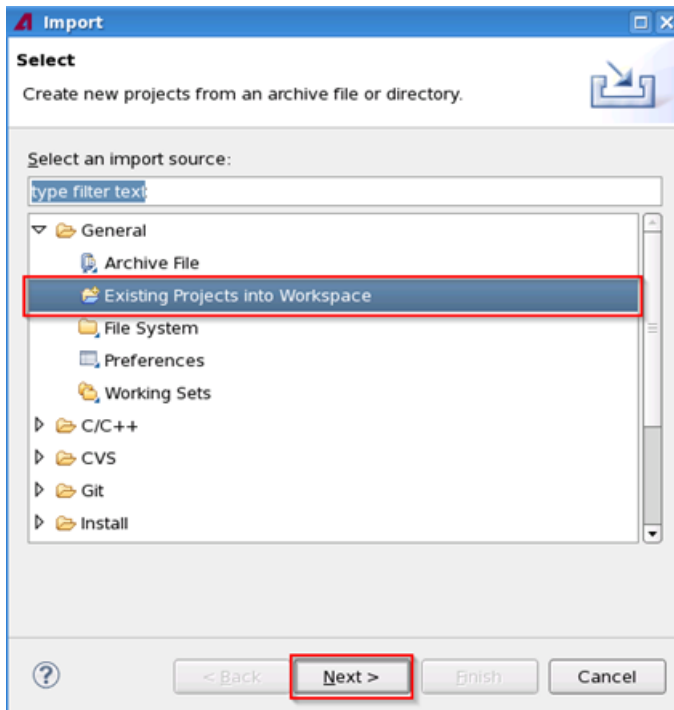 Import
Select
Create new projects from an archive file or directory.
Select an import source:
type filter text
General
Archive File
Existing Projects into Workspace
File System
Preferences
Working Sets
C/C++
CVS
Git
Install
?
< Back Next > Finish Cancel